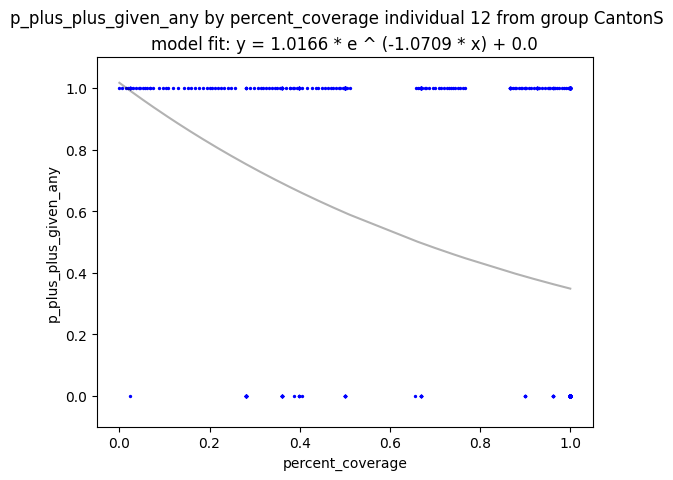 p_plus_plus_given_any by percent_coverage individual 12 from group CantonS
model fit: y = 1.0166 * e ^ (-1.0709 * x) + 0.0
p_plus_plus_given_any
1.0
0.8
0.6
0.4
0.2
0.0
0.0 0.2 0.4 0.6 0.8 1.0
percent_coverage